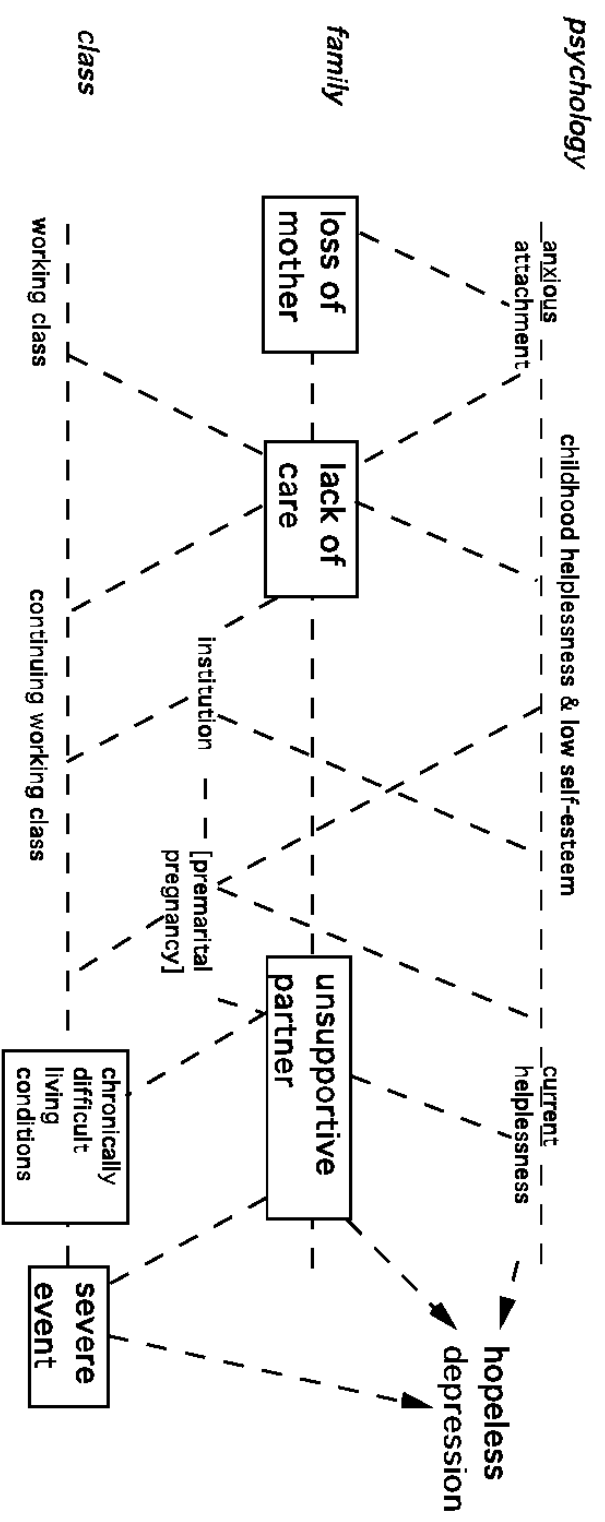 psychology
anxious
attachment
childhood helplessness & low self-esteem
current
helplessness
hopeless
depression
family
loss of
mother
lack of
care
institution
[premarital
pregnancy]
unsupportive
partner
class
working class
continuing working class
chronically
difficult
living
conditions
severe
event